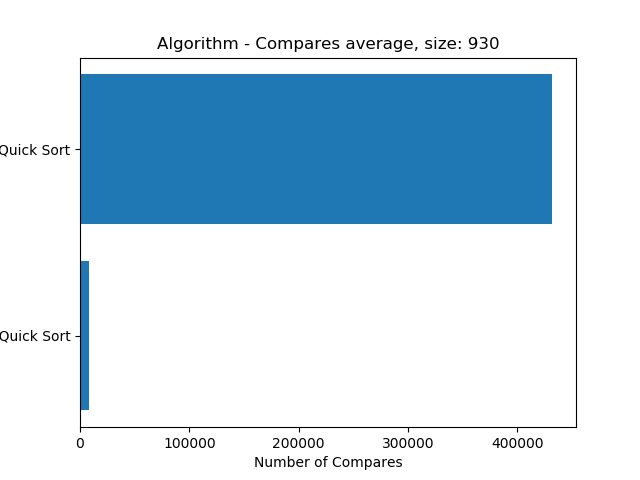 Algorithm - Compares average, size: 930
Quick Sort
Quick Sort
0 100000 200000 300000 400000
Number of Compares